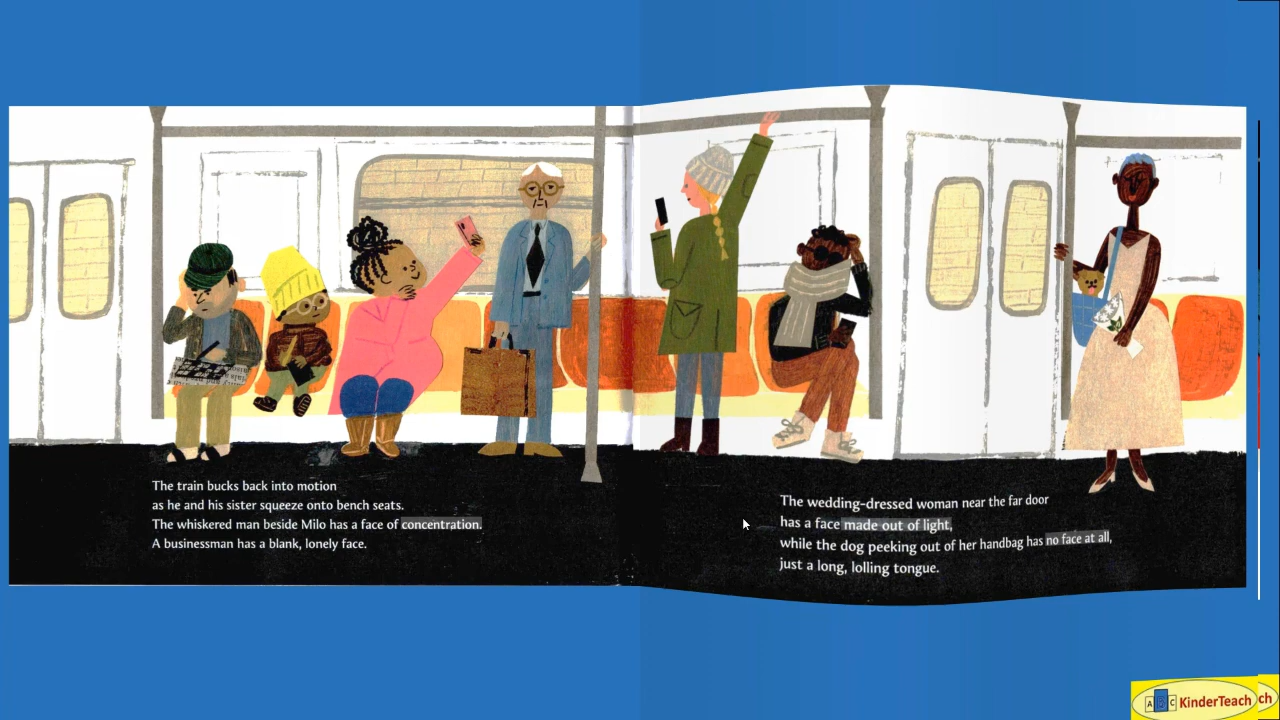 The train bucks back into motion
as he and his sister squeeze onto bench seats.
The whiskered man beside Milo has a face of concentration.
A businessman has a blank, lonely face.
The wedding-dressed woman near the far door
has a face made out of light,
while the dog peeking out of her handbag has no face at all,
just a long, lolling tongue.
ABC KinderTeach ch